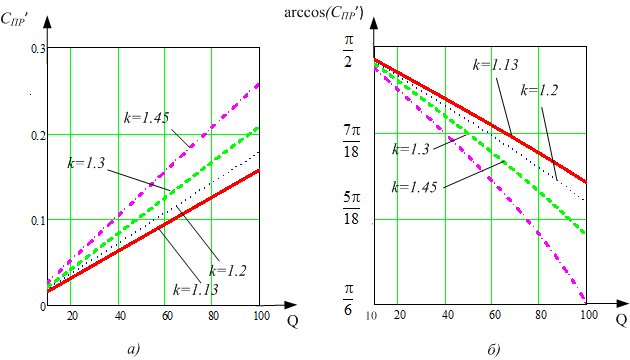 C_ПР′
0.3
0.2
0.1
0
k=1.45
k=1.3
k=1.2
k=1.13
20 40 60 80 100
Q
а)
arccos(C_ПР′)
π/2
7π/18
5π/18
π/6
k=1.13
k=1.2
k=1.3
k=1.45
10 20 40 60 80 100
Q
б)